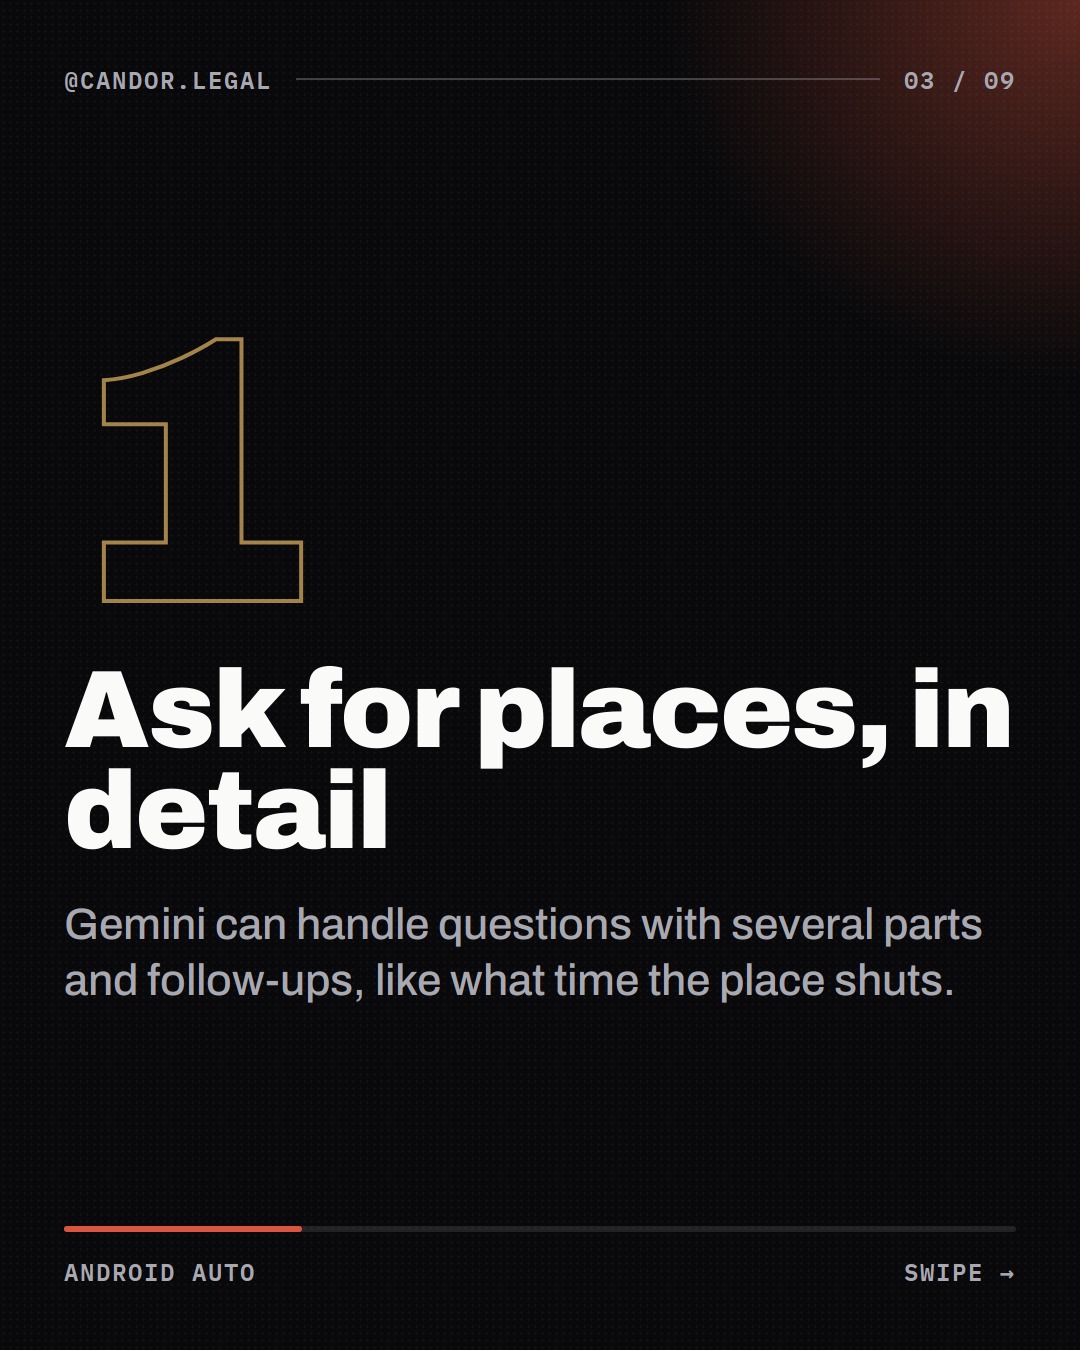 @CANDOR.LEGAL
03 / 09
1
Ask for places, in
detail
Gemini can handle questions with several parts
and follow-ups, like what time the place shuts.
ANDROID AUTO
SWIPE →